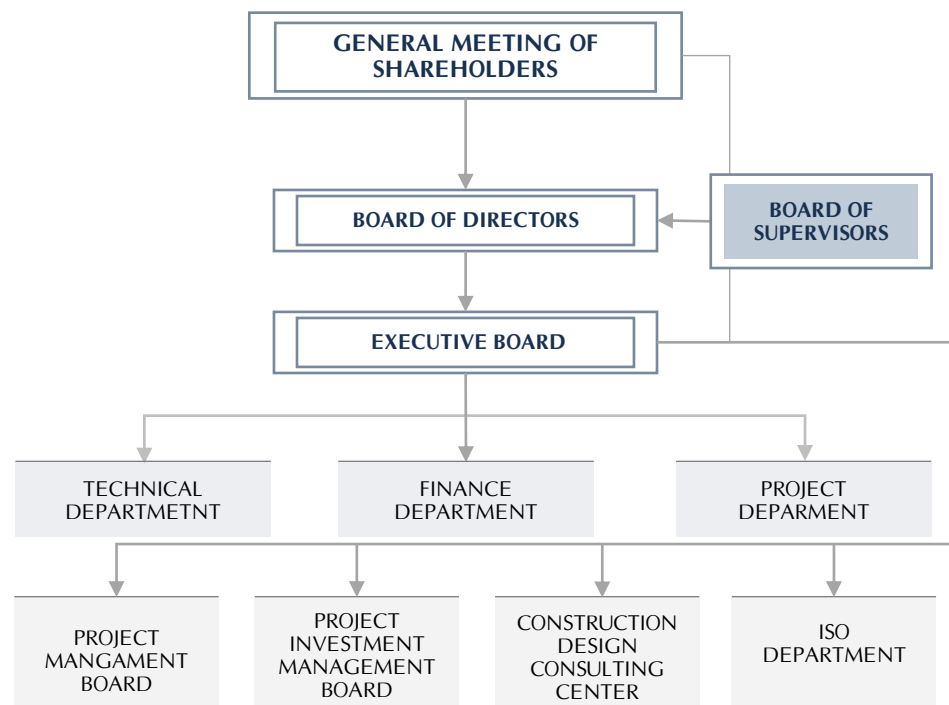 GENERAL MEETING OF
SHAREHOLDERS
BOARD OF DIRECTORS
BOARD OF
SUPERVISORS
EXECUTIVE BOARD
TECHNICAL
DEPARTMETNT
FINANCE
DEPARTMENT
PROJECT
DEPARMENT
PROJECT
MANGAMENT
BOARD
PROJECT
INVESTMENT
MANAGEMENT
BOARD
CONSTRUCTION
DESIGN
CONSULTING
CENTER
ISO
DEPARTMENT